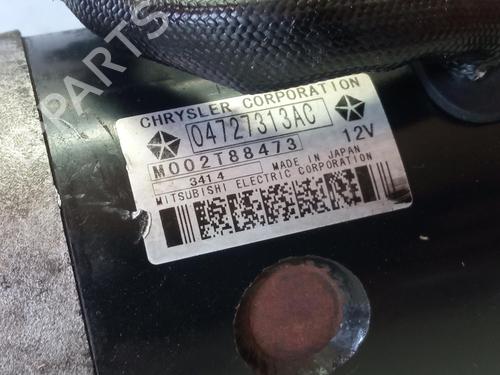 CHRYSLER CORPORATION
04727313AC
12V
M002T88473
3414
MADE IN JAPAN
MITSUBISHI ELECTRIC CORPORATION
B-PARTS